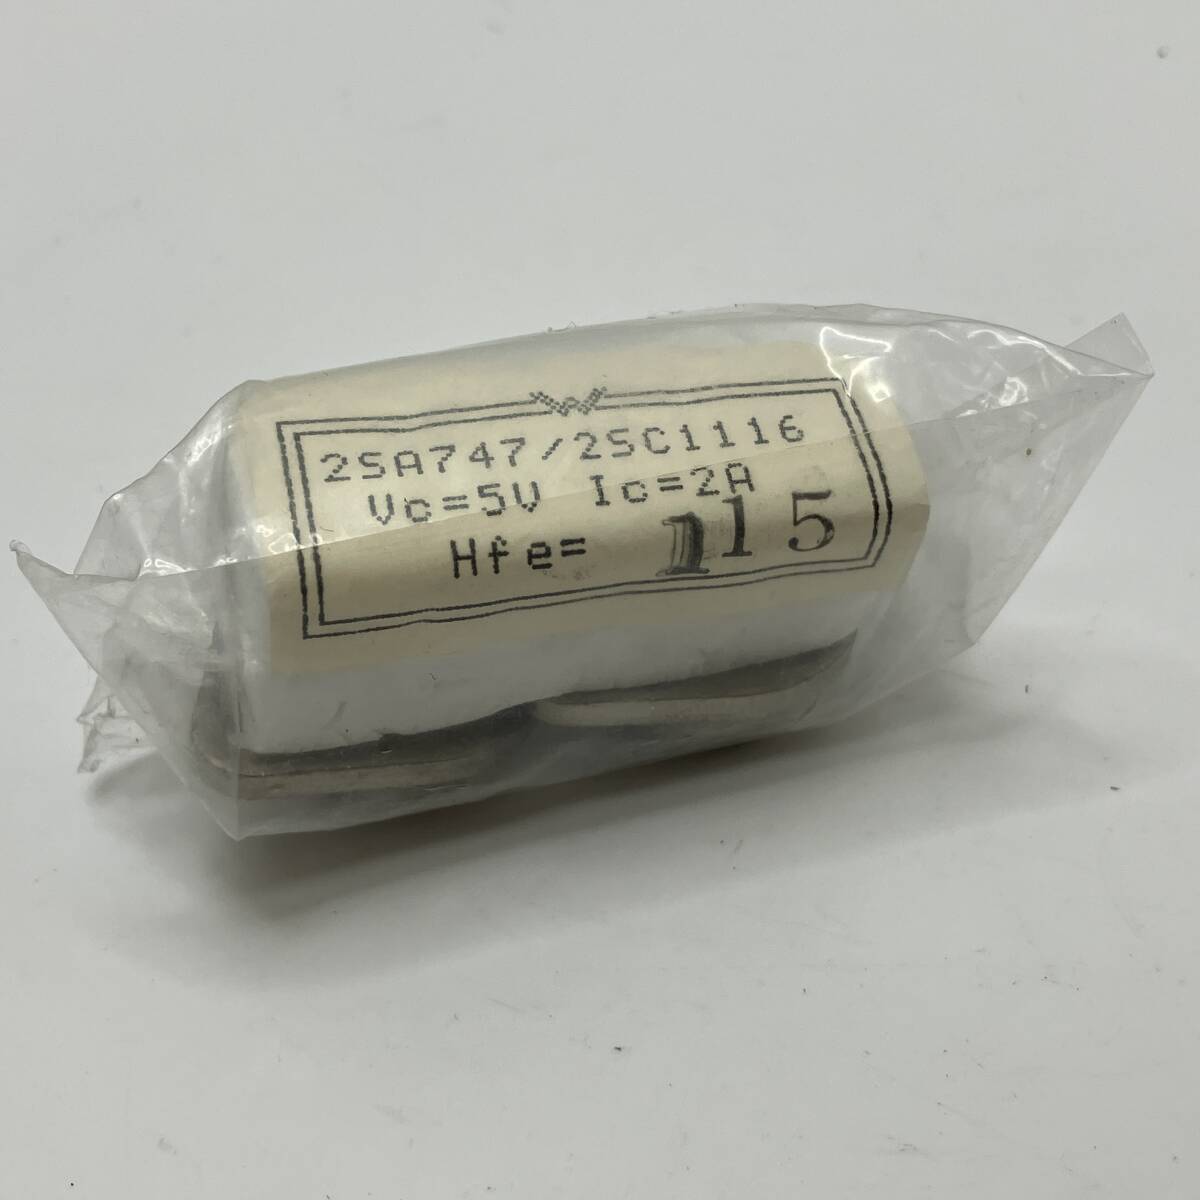 2SA747/2SC1116
Vc=5V Ic=2A
Hfe= 115